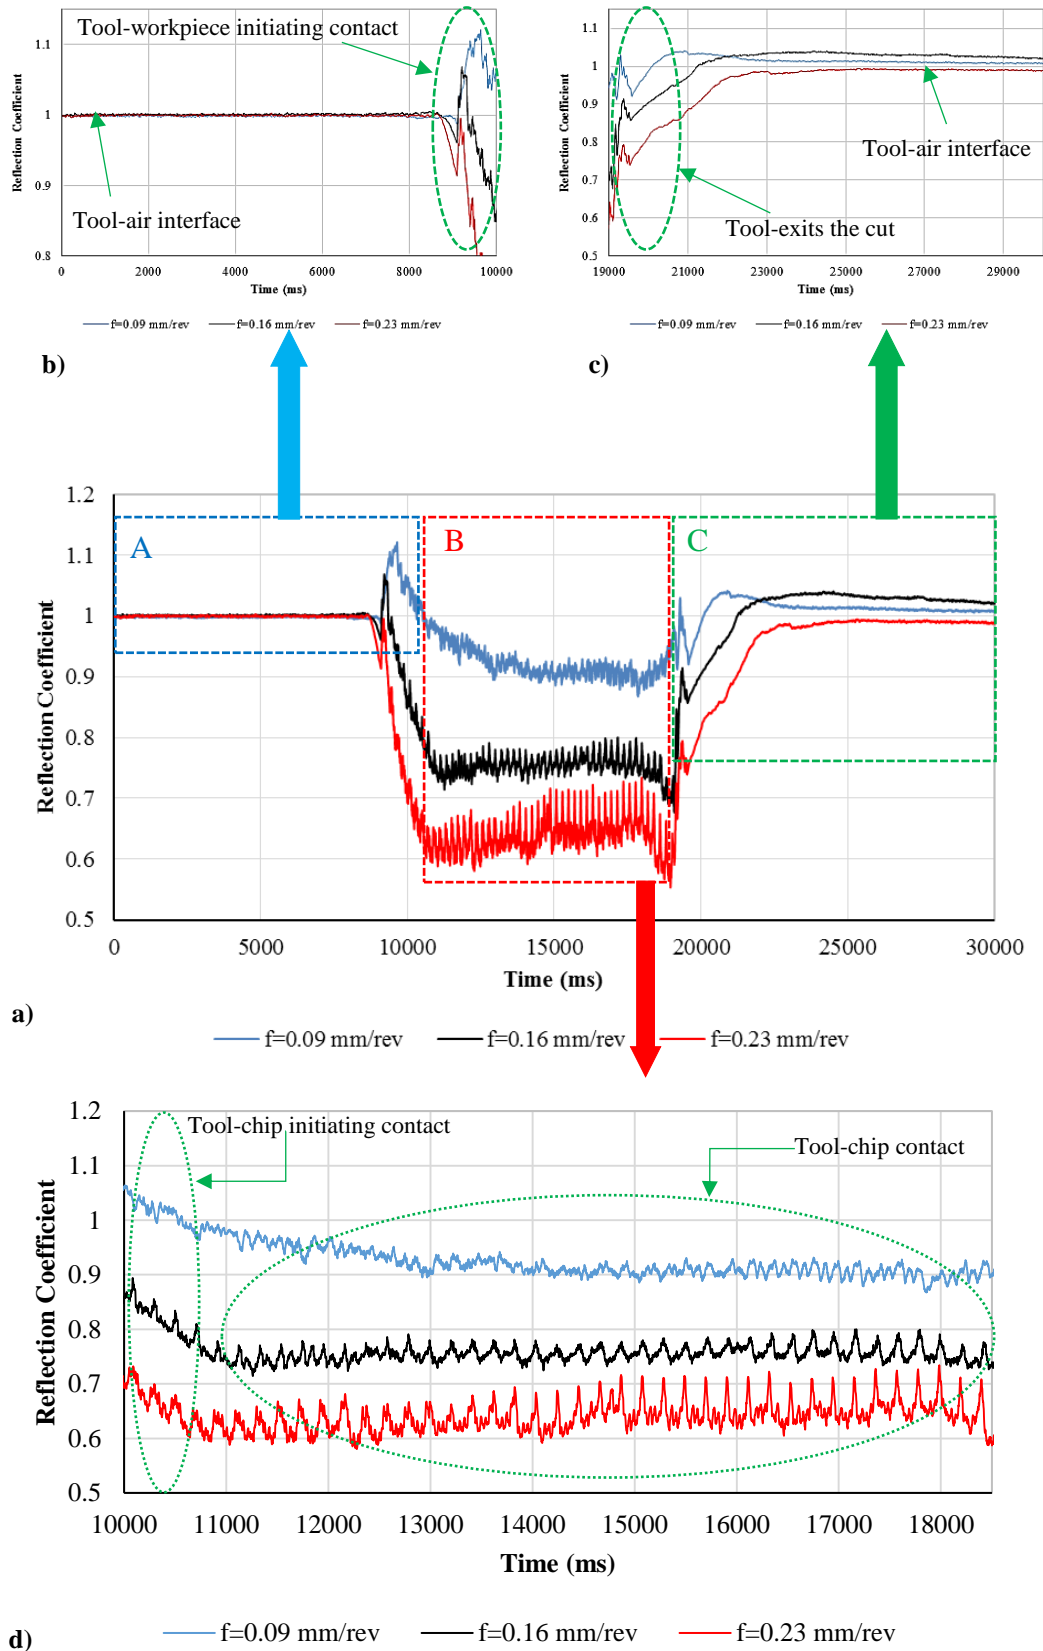 Tool-workpiece initiating contact
1.1
1
0.9
0.8
Reflection Coefficient
Tool-air interface
0 2000 4000 6000 8000 10000
Time (ms)
f=0.09 mm/rev f=0.16 mm/rev f=0.23 mm/rev
b)
1.1
1
0.9
0.8
0.7
0.6
0.5
Reflection Coefficient
Tool-air interface
Tool-exits the cut
19000 21000 23000 25000 27000 29000
Time (ms)
f=0.09 mm/rev f=0.16 mm/rev f=0.23 mm/rev
c)
1.2
1.1
1
0.9
0.8
0.7
0.6
0.5
Reflection Coefficient
A
B
C
0 5000 10000 15000 20000 25000 30000
Time (ms)
a)
f=0.09 mm/rev f=0.16 mm/rev f=0.23 mm/rev
1.2
1.1
1
0.9
0.8
0.7
0.6
0.5
Reflection Coefficient
Tool-chip initiating contact
Tool-chip contact
10000 11000 12000 13000 14000 15000 16000 17000 18000
Time (ms)
d)
f=0.09 mm/rev f=0.16 mm/rev f=0.23 mm/rev